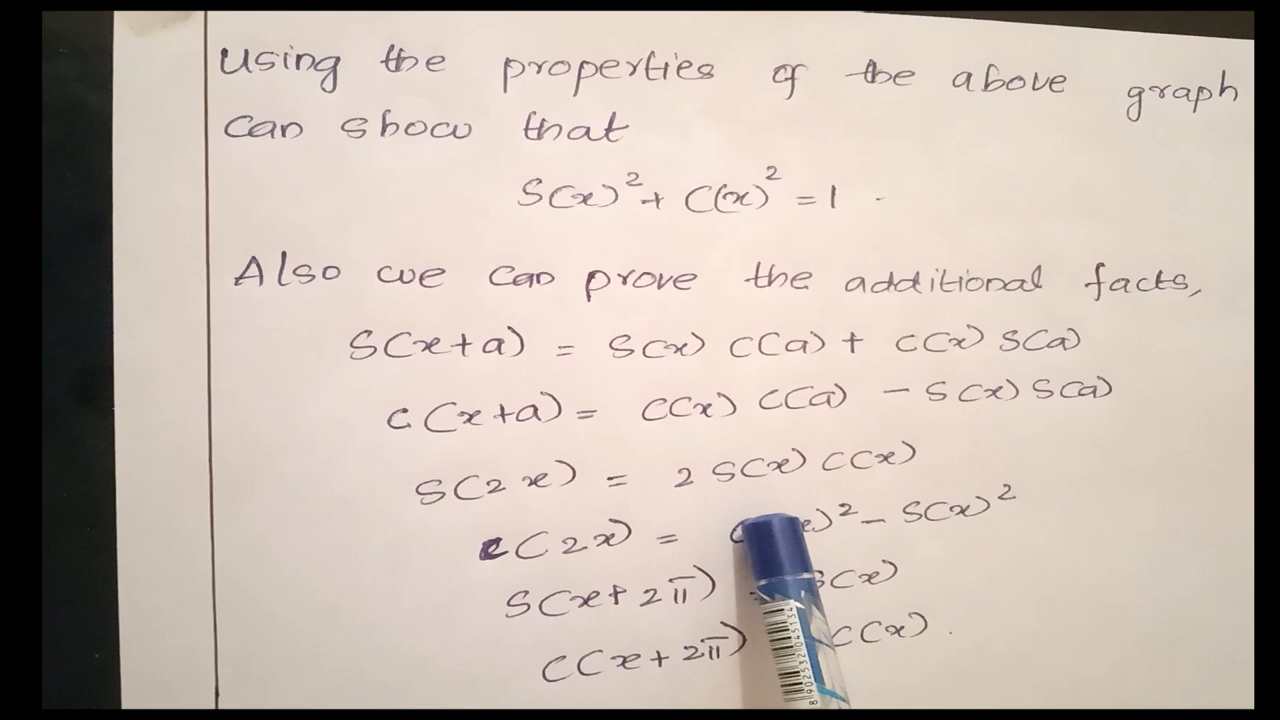 Using the properties of the above graph
can show that
S(x)² + C(x)² = 1 .
Also we can prove the additional facts,
S(x+a) = S(x) C(a) + C(x) S(a)
C(x+a) = C(x) C(a) - S(x) S(a)
S(2x) = 2 S(x) C(x)
C(2x) = C x)² - S(x)²
S(x+2π) = S(x)
C(x+2π) C(x) .
8902532045134